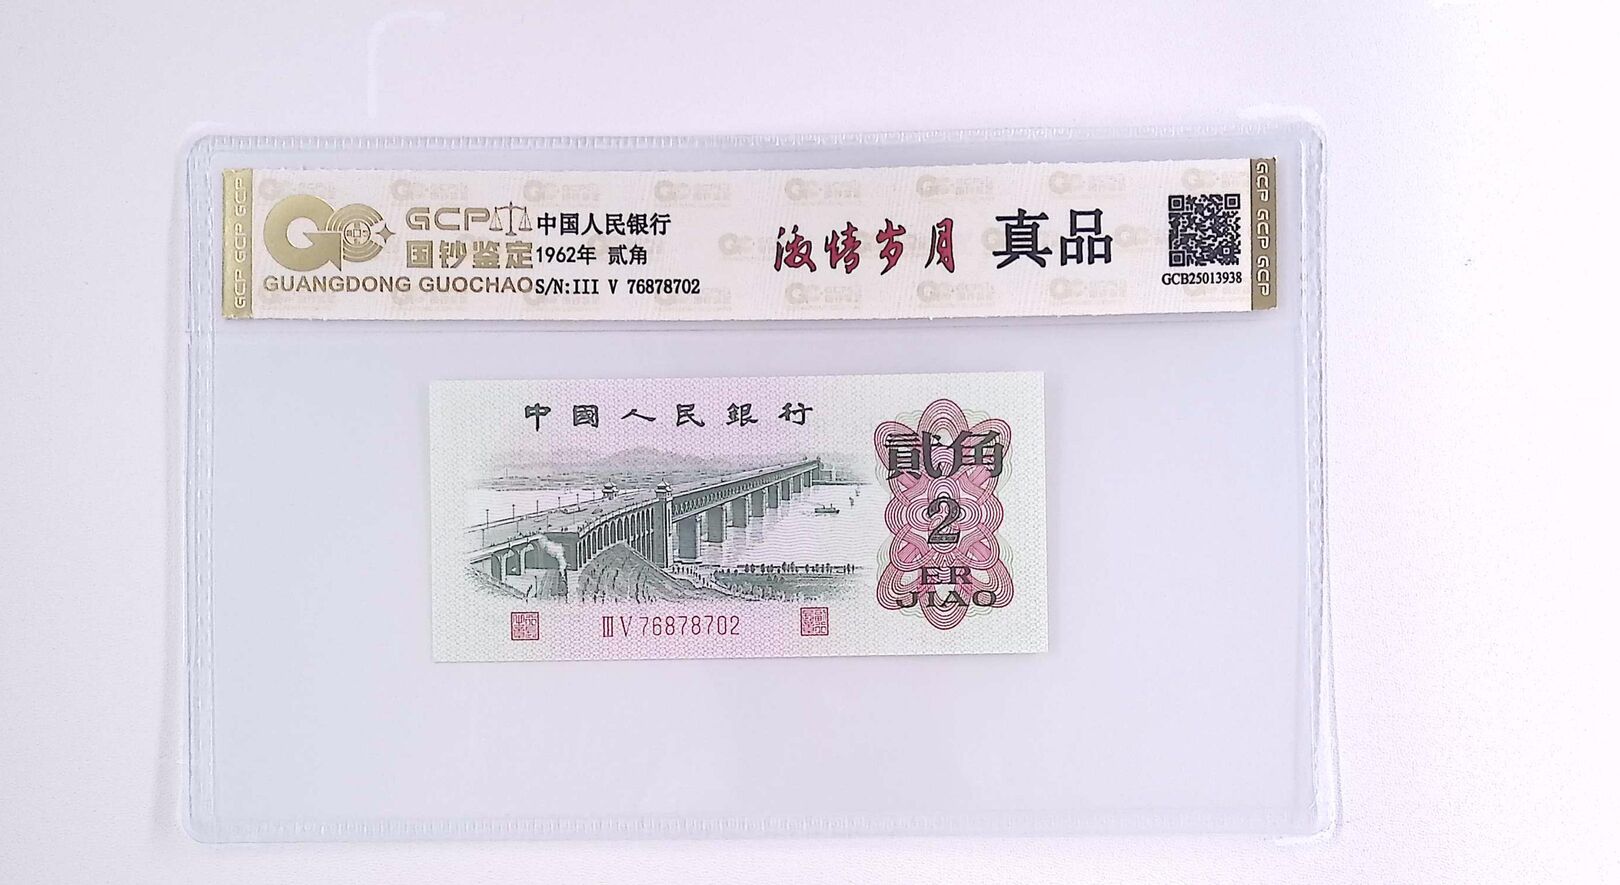 GCP GCP GCP
GCP
国钞鉴定
GUANGDONG GUOCHAO
中国人民银行
1962年 贰角
S/N:III V 76878702
激情岁月
真品
GCB25013938
GCP GCP GCP
中國人民銀行
貳角
2
ER
JIAO
III V 76878702